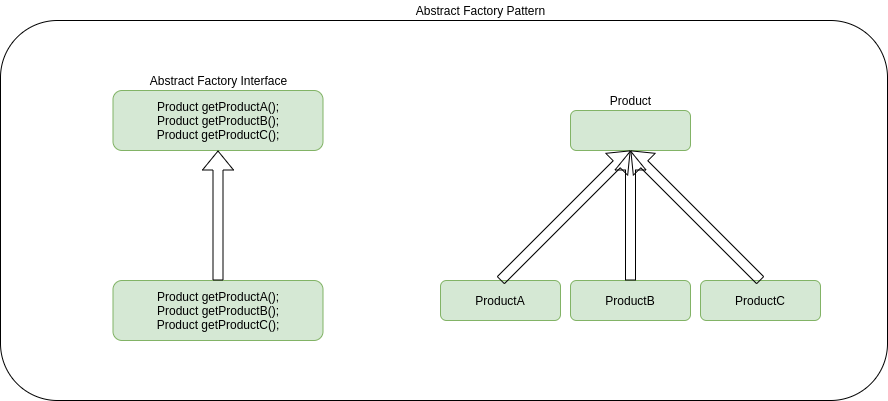 Abstract Factory Pattern
Abstract Factory Interface
Product getProductA();
Product getProductB();
Product getProductC();
Product
Product getProductA();
Product getProductB();
Product getProductC();
ProductA
ProductB
ProductC